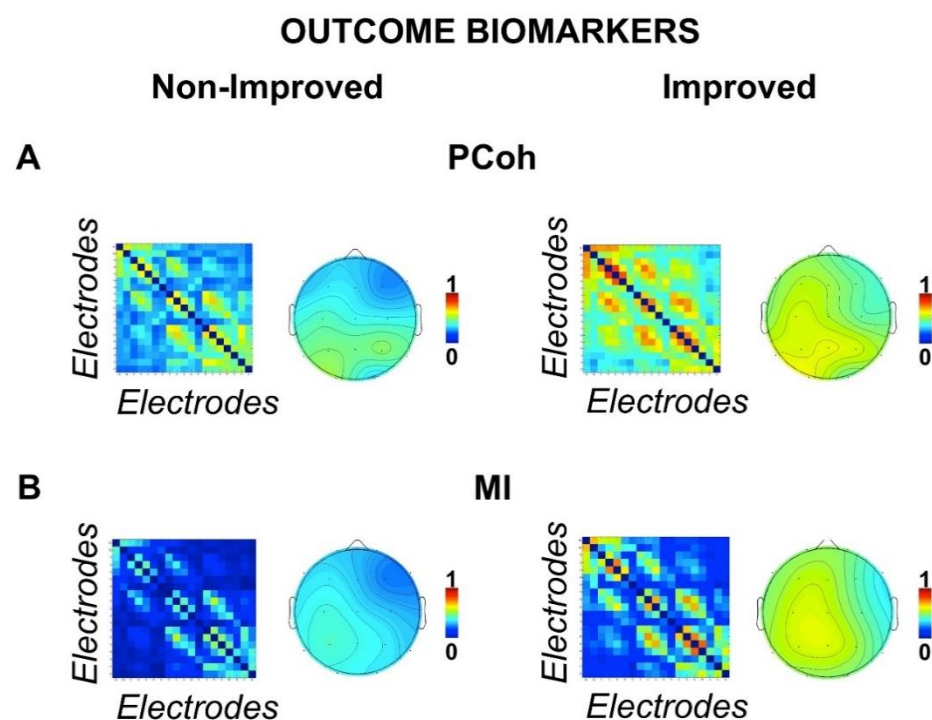 OUTCOME BIOMARKERS
Non-Improved Improved
A PCoh
Electrodes
1
0
Electrodes
Electrodes
1
0
Electrodes
B MI
Electrodes
1
0
Electrodes
Electrodes
1
0
Electrodes